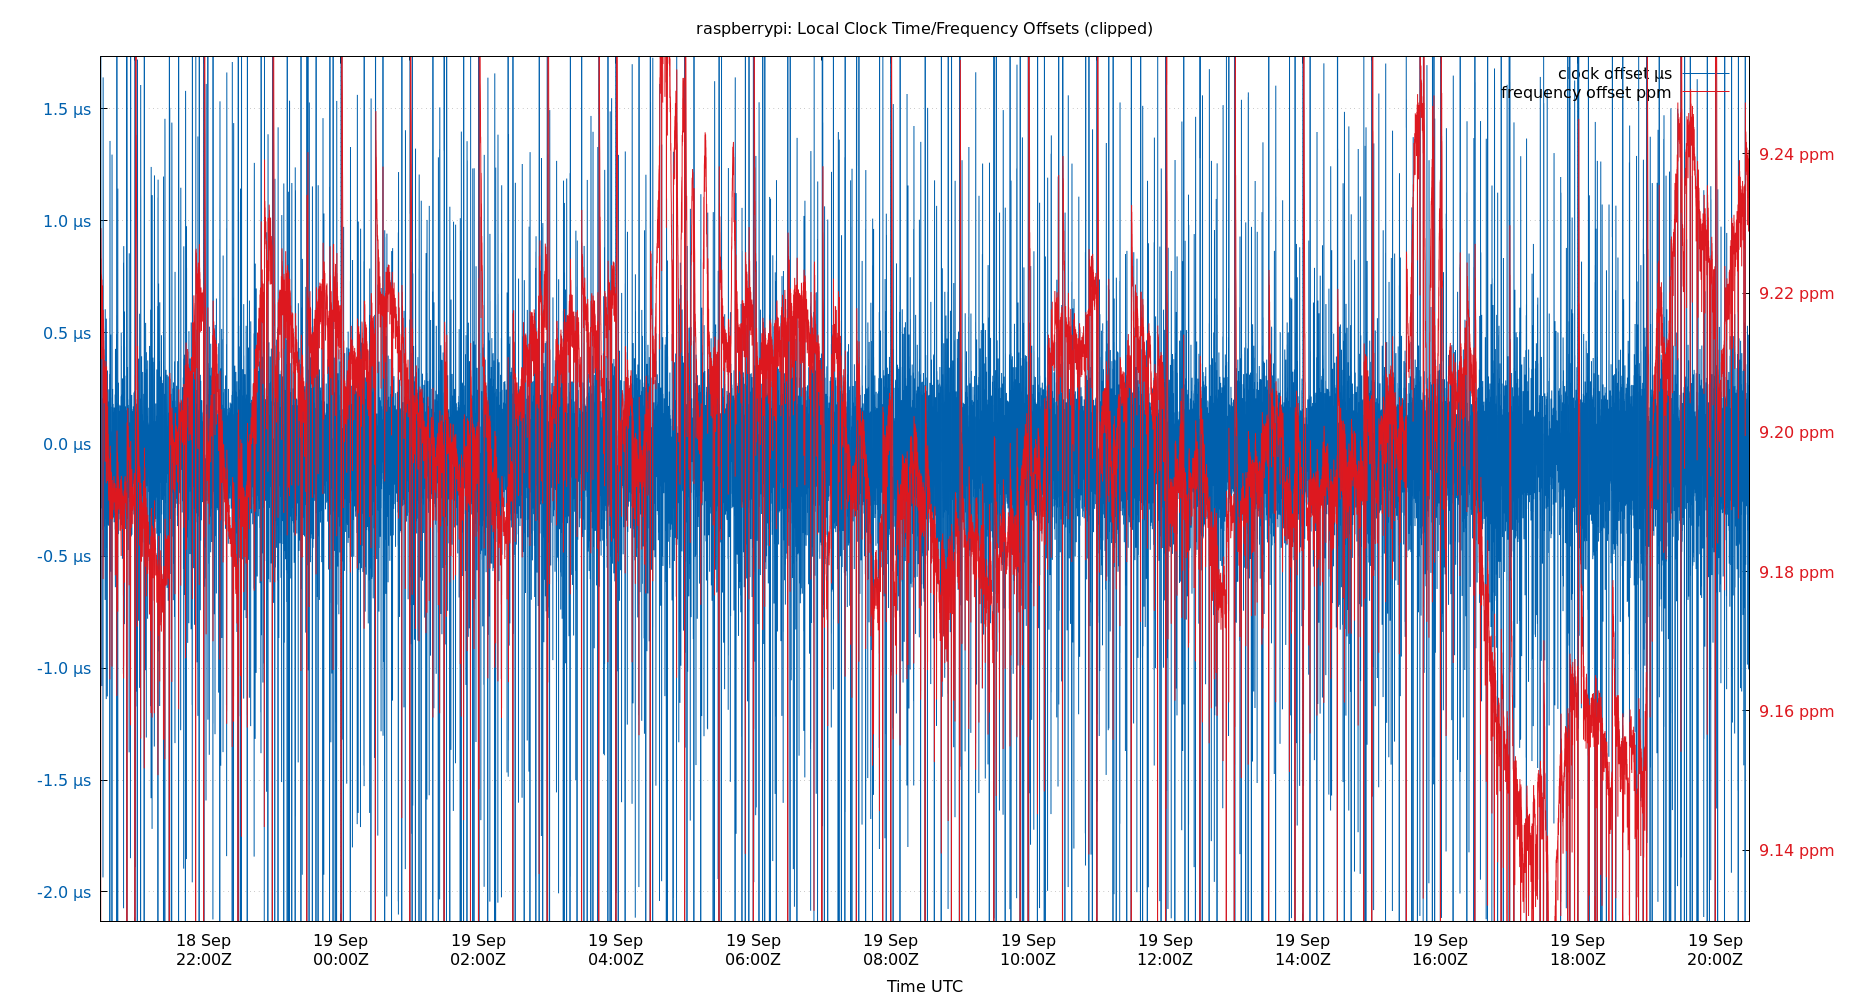 raspberrypi: Local Clock Time/Frequency Offsets (clipped)
clock offset µs
frequency offset ppm
1.5 µs
1.0 µs
0.5 µs
0.0 µs
-0.5 µs
-1.0 µs
-1.5 µs
-2.0 µs
9.24 ppm
9.22 ppm
9.20 ppm
9.18 ppm
9.16 ppm
9.14 ppm
18 Sep
22:00Z
19 Sep
00:00Z
19 Sep
02:00Z
19 Sep
04:00Z
19 Sep
06:00Z
19 Sep
08:00Z
19 Sep
10:00Z
19 Sep
12:00Z
19 Sep
14:00Z
19 Sep
16:00Z
19 Sep
18:00Z
19 Sep
20:00Z
Time UTC